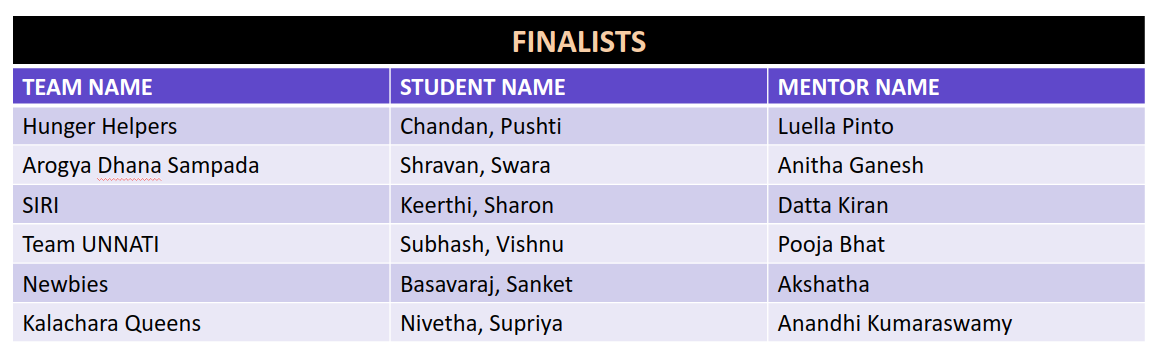 FINALISTS
TEAM NAME STUDENT NAME MENTOR NAME
Hunger Helpers Chandan, Pushti Luella Pinto
Arogya Dhana Sampada Shravan, Swara Anitha Ganesh
SIRI Keerthi, Sharon Datta Kiran
Team UNNATI Subhash, Vishnu Pooja Bhat
Newbies Basavaraj, Sanket Akshatha
Kalachara Queens Nivetha, Supriya Anandhi Kumaraswamy